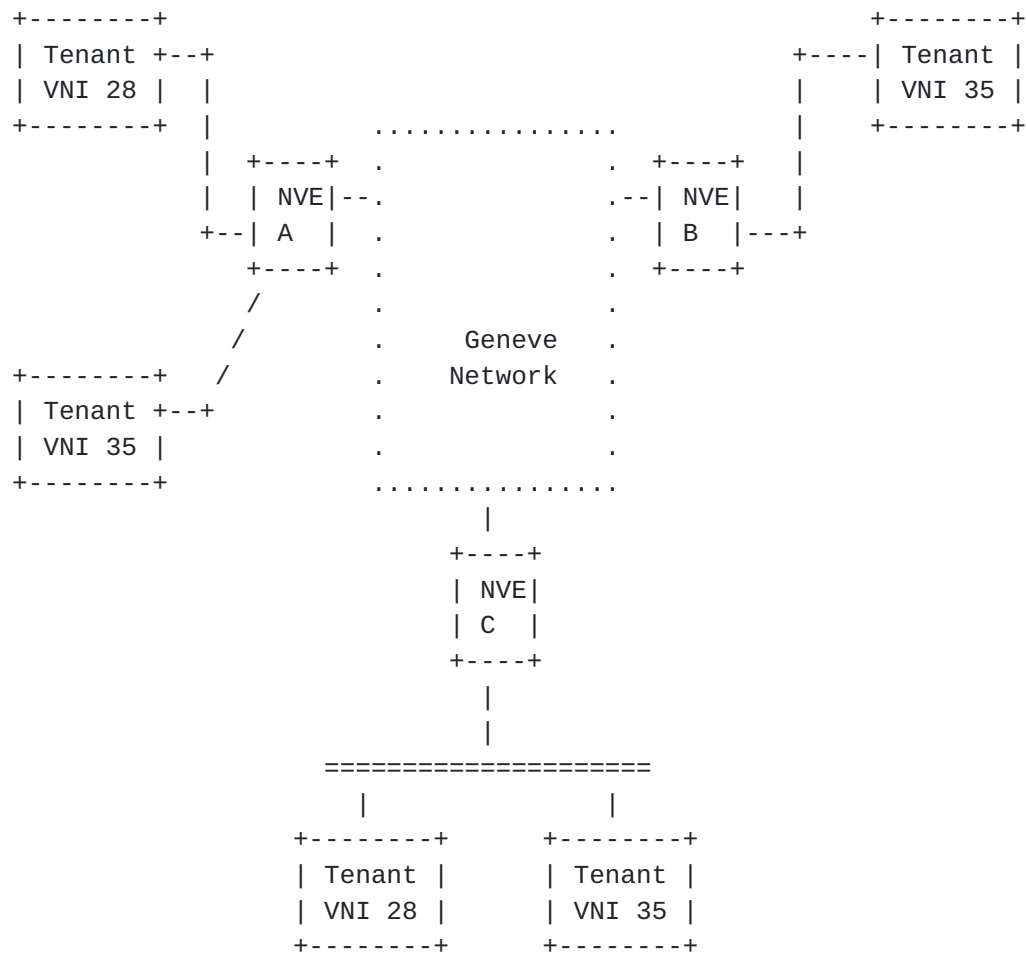 +--------+                                             +--------+
| Tenant +--+                                     +----| Tenant |
| VNI 28 |  |                                     |    | VNI 35 |
+--------+  |          ................           |    +--------+
            |  +----+  .              .  +----+   |
            |  | NVE|--.              .--| NVE|   |
            +--| A  |  .              .  | B  |---+
               +----+  .              .  +----+
               /       .              .
              /        .     Geneve   .
+--------+   /         .    Network   .
| Tenant +--+          .              .
| VNI 35 |             .              .
+--------+             ................
                              |
                            +----+
                            | NVE|
                            | C  |
                            +----+
                              |
                              |
                    =====================
                      |               |
                  +--------+      +--------+
                  | Tenant |      | Tenant |
                  | VNI 28 |      | VNI 35 |
                  +--------+      +--------+